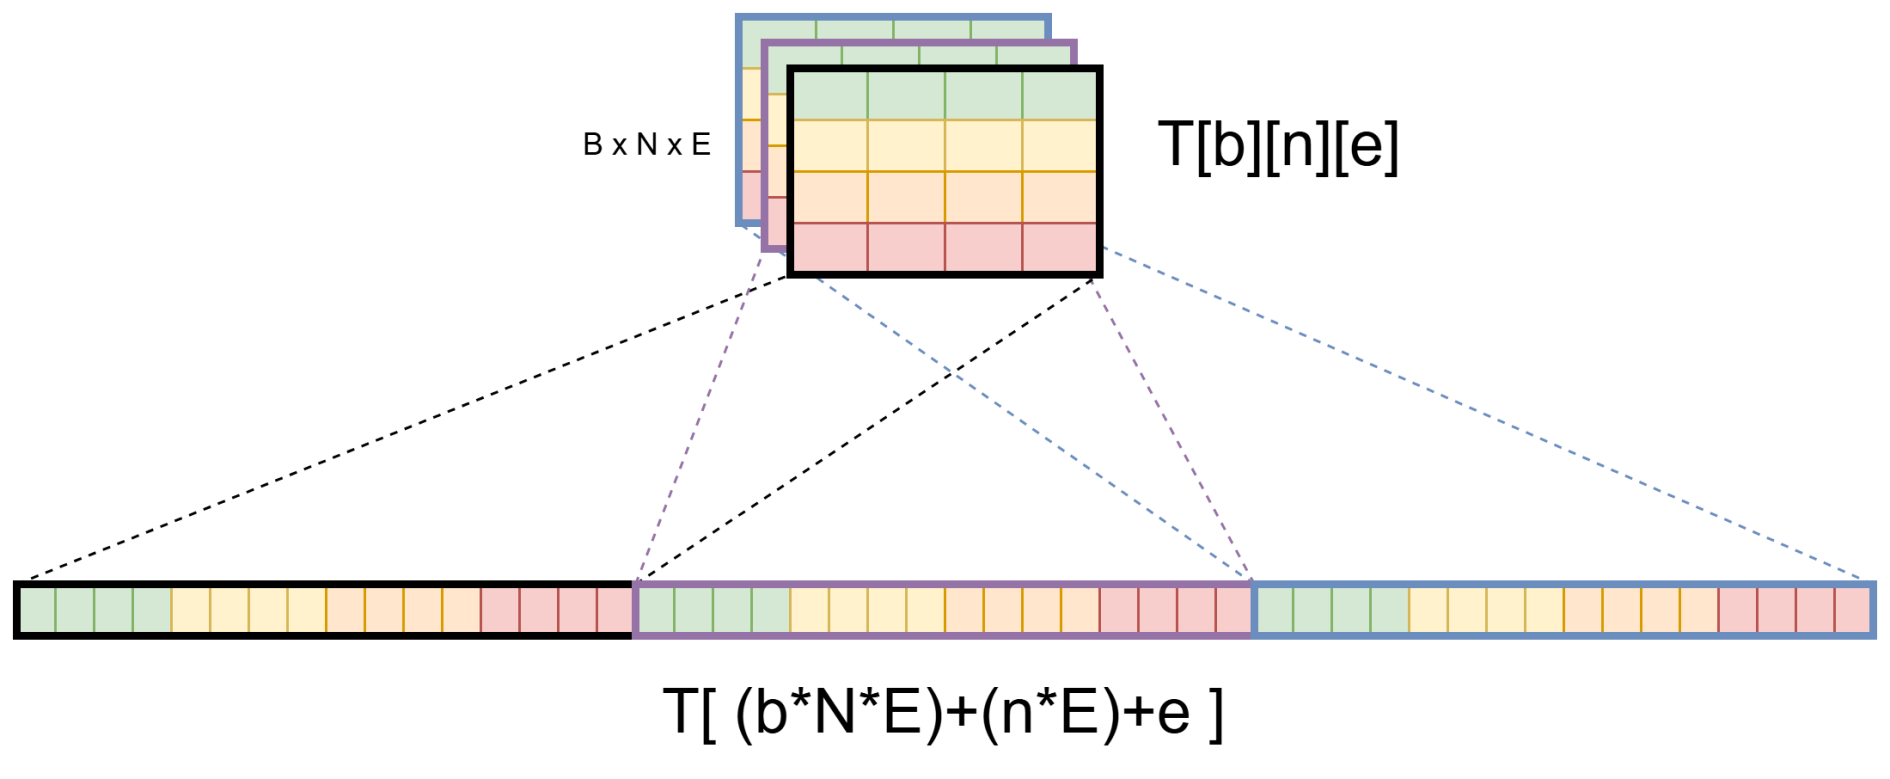 B x N x E
T[b][n][e]
T[ (b*N*E)+(n*E)+e ]